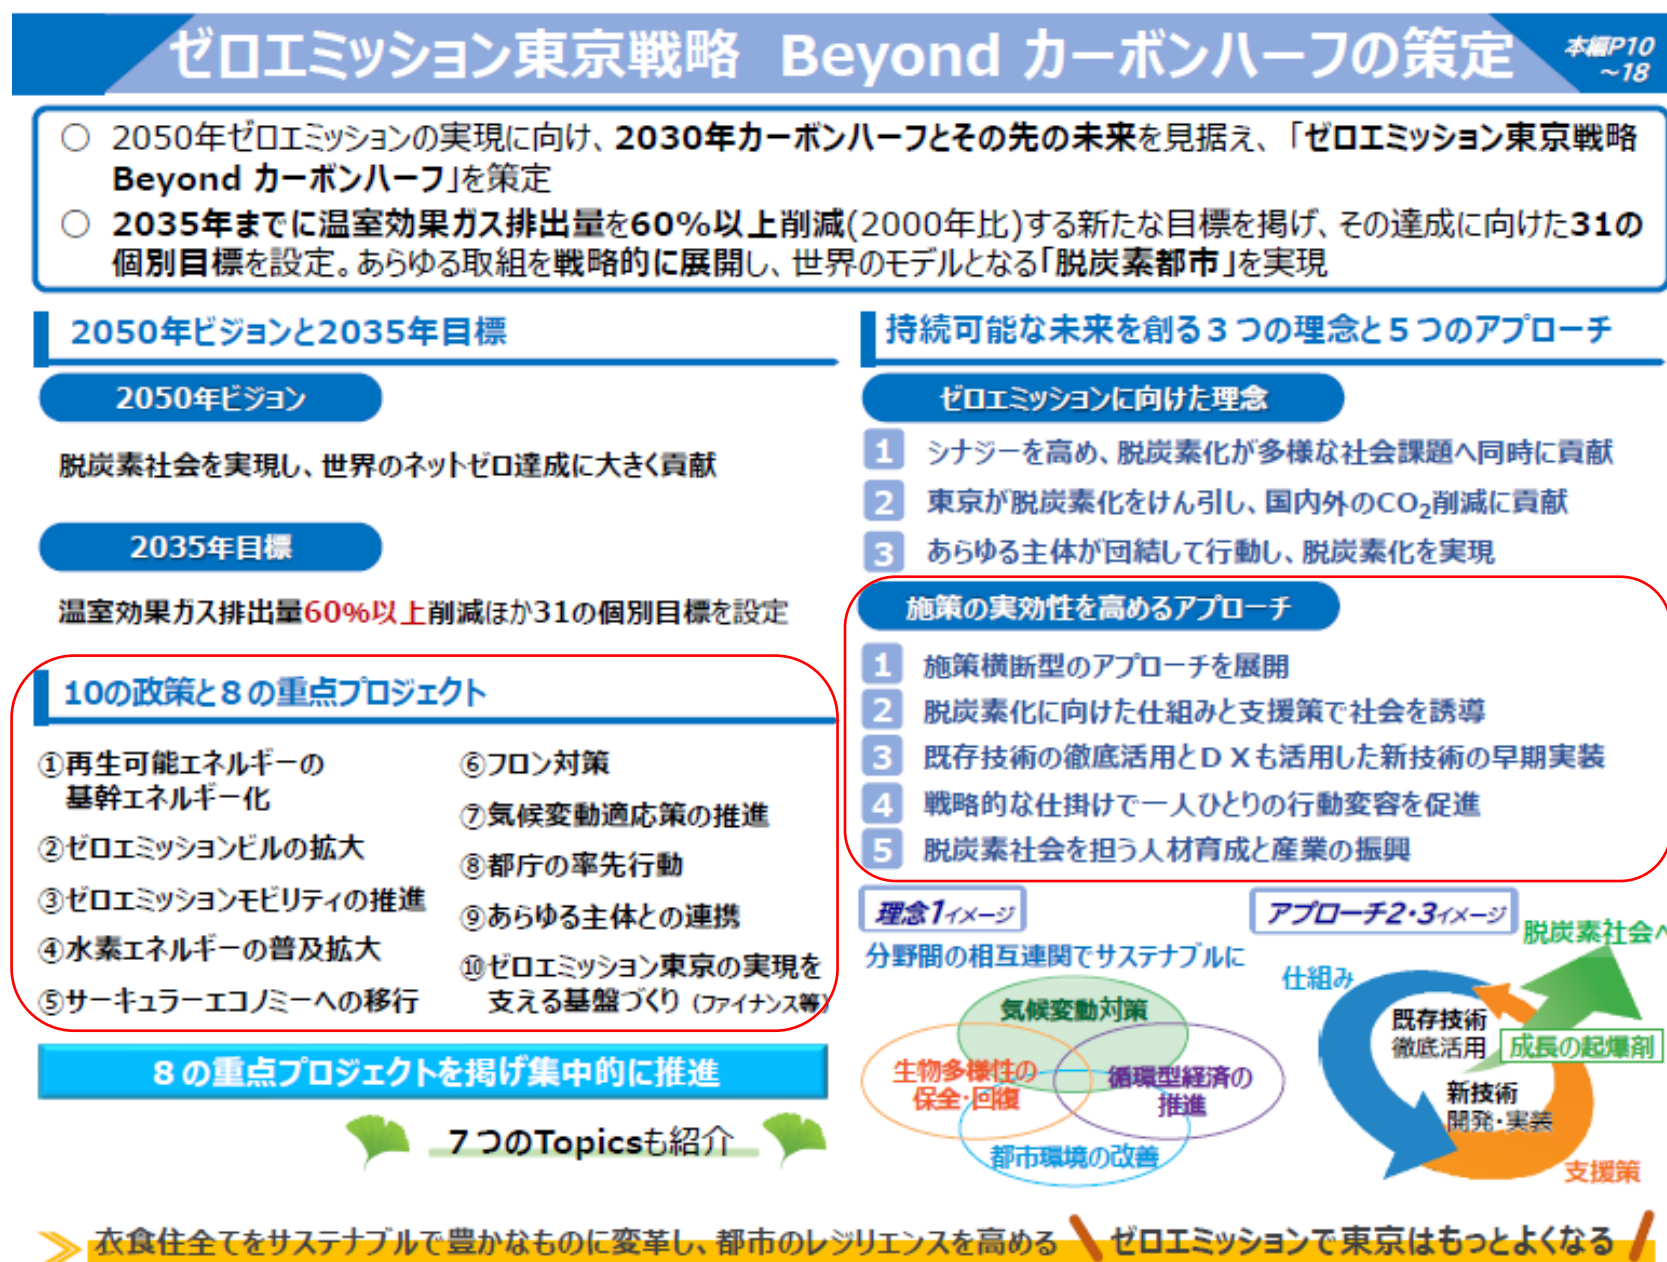 ゼロエミッション東京戦略 Beyond カーボンハーフの策定
本編P10
～18
○ 2050年ゼロエミッションの実現に向け、2030年カーボンハーフとその先の未来を見据え、「ゼロエミッション東京戦略
Beyond カーボンハーフ」を策定
○ 2035年までに温室効果ガス排出量を60%以上削減(2000年比)する新たな目標を掲げ、その達成に向けた31の
個別目標を設定。あらゆる取組を戦略的に展開し、世界のモデルとなる「脱炭素都市」を実現
2050年ビジョンと2035年目標
2050年ビジョン
脱炭素社会を実現し、世界のネットゼロ達成に大きく貢献
2035年目標
温室効果ガス排出量60%以上削減ほか31の個別目標を設定
10の政策と8の重点プロジェクト
①再生可能エネルギーの
基幹エネルギー化
②ゼロエミッションビルの拡大
③ゼロエミッションモビリティの推進
④水素エネルギーの普及拡大
⑤サーキュラーエコノミーへの移行
⑥フロン対策
⑦気候変動適応策の推進
⑧都庁の率先行動
⑨あらゆる主体との連携
⑩ゼロエミッション東京の実現を
支える基盤づくり（ファイナンス等）
8の重点プロジェクトを掲げ集中的に推進
7つのTopicsも紹介
持続可能な未来を創る3つの理念と5つのアプローチ
ゼロエミッションに向けた理念
1 シナジーを高め、脱炭素化が多様な社会課題へ同時に貢献
2 東京が脱炭素化をけん引し、国内外のCO₂削減に貢献
3 あらゆる主体が団結して行動し、脱炭素化を実現
施策の実効性を高めるアプローチ
1 施策横断型のアプローチを展開
2 脱炭素化に向けた仕組みと支援策で社会を誘導
3 既存技術の徹底活用とDXも活用した新技術の早期実装
4 戦略的な仕掛けで一人ひとりの行動変容を促進
5 脱炭素社会を担う人材育成と産業の振興
理念1イメージ
分野間の相互連関でサステナブルに
気候変動対策
生物多様性の
保全・回復
循環型経済の
推進
都市環境の改善
アプローチ2・3イメージ
脱炭素社会へ
仕組み
既存技術
徹底活用
成長の起爆剤
新技術
開発・実装
支援策
衣食住全てをサステナブルで豊かなものに変革し、都市のレジリエンスを高める
ゼロエミッションで東京はもっとよくなる